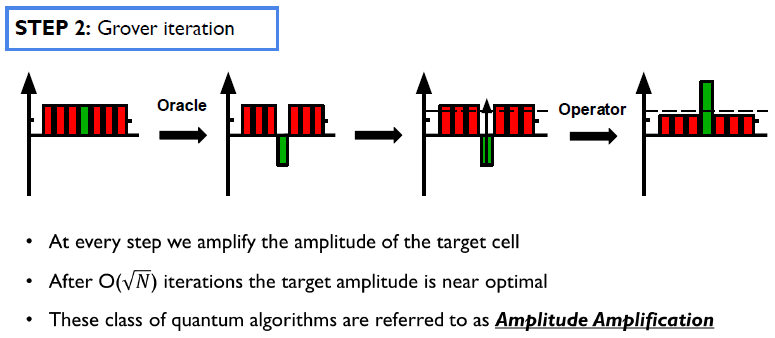 STEP 2: Grover iteration
Oracle
Operator
• At every step we amplify the amplitude of the target cell
• After O(√N) iterations the target amplitude is near optimal
• These class of quantum algorithms are referred to as Amplitude Amplification